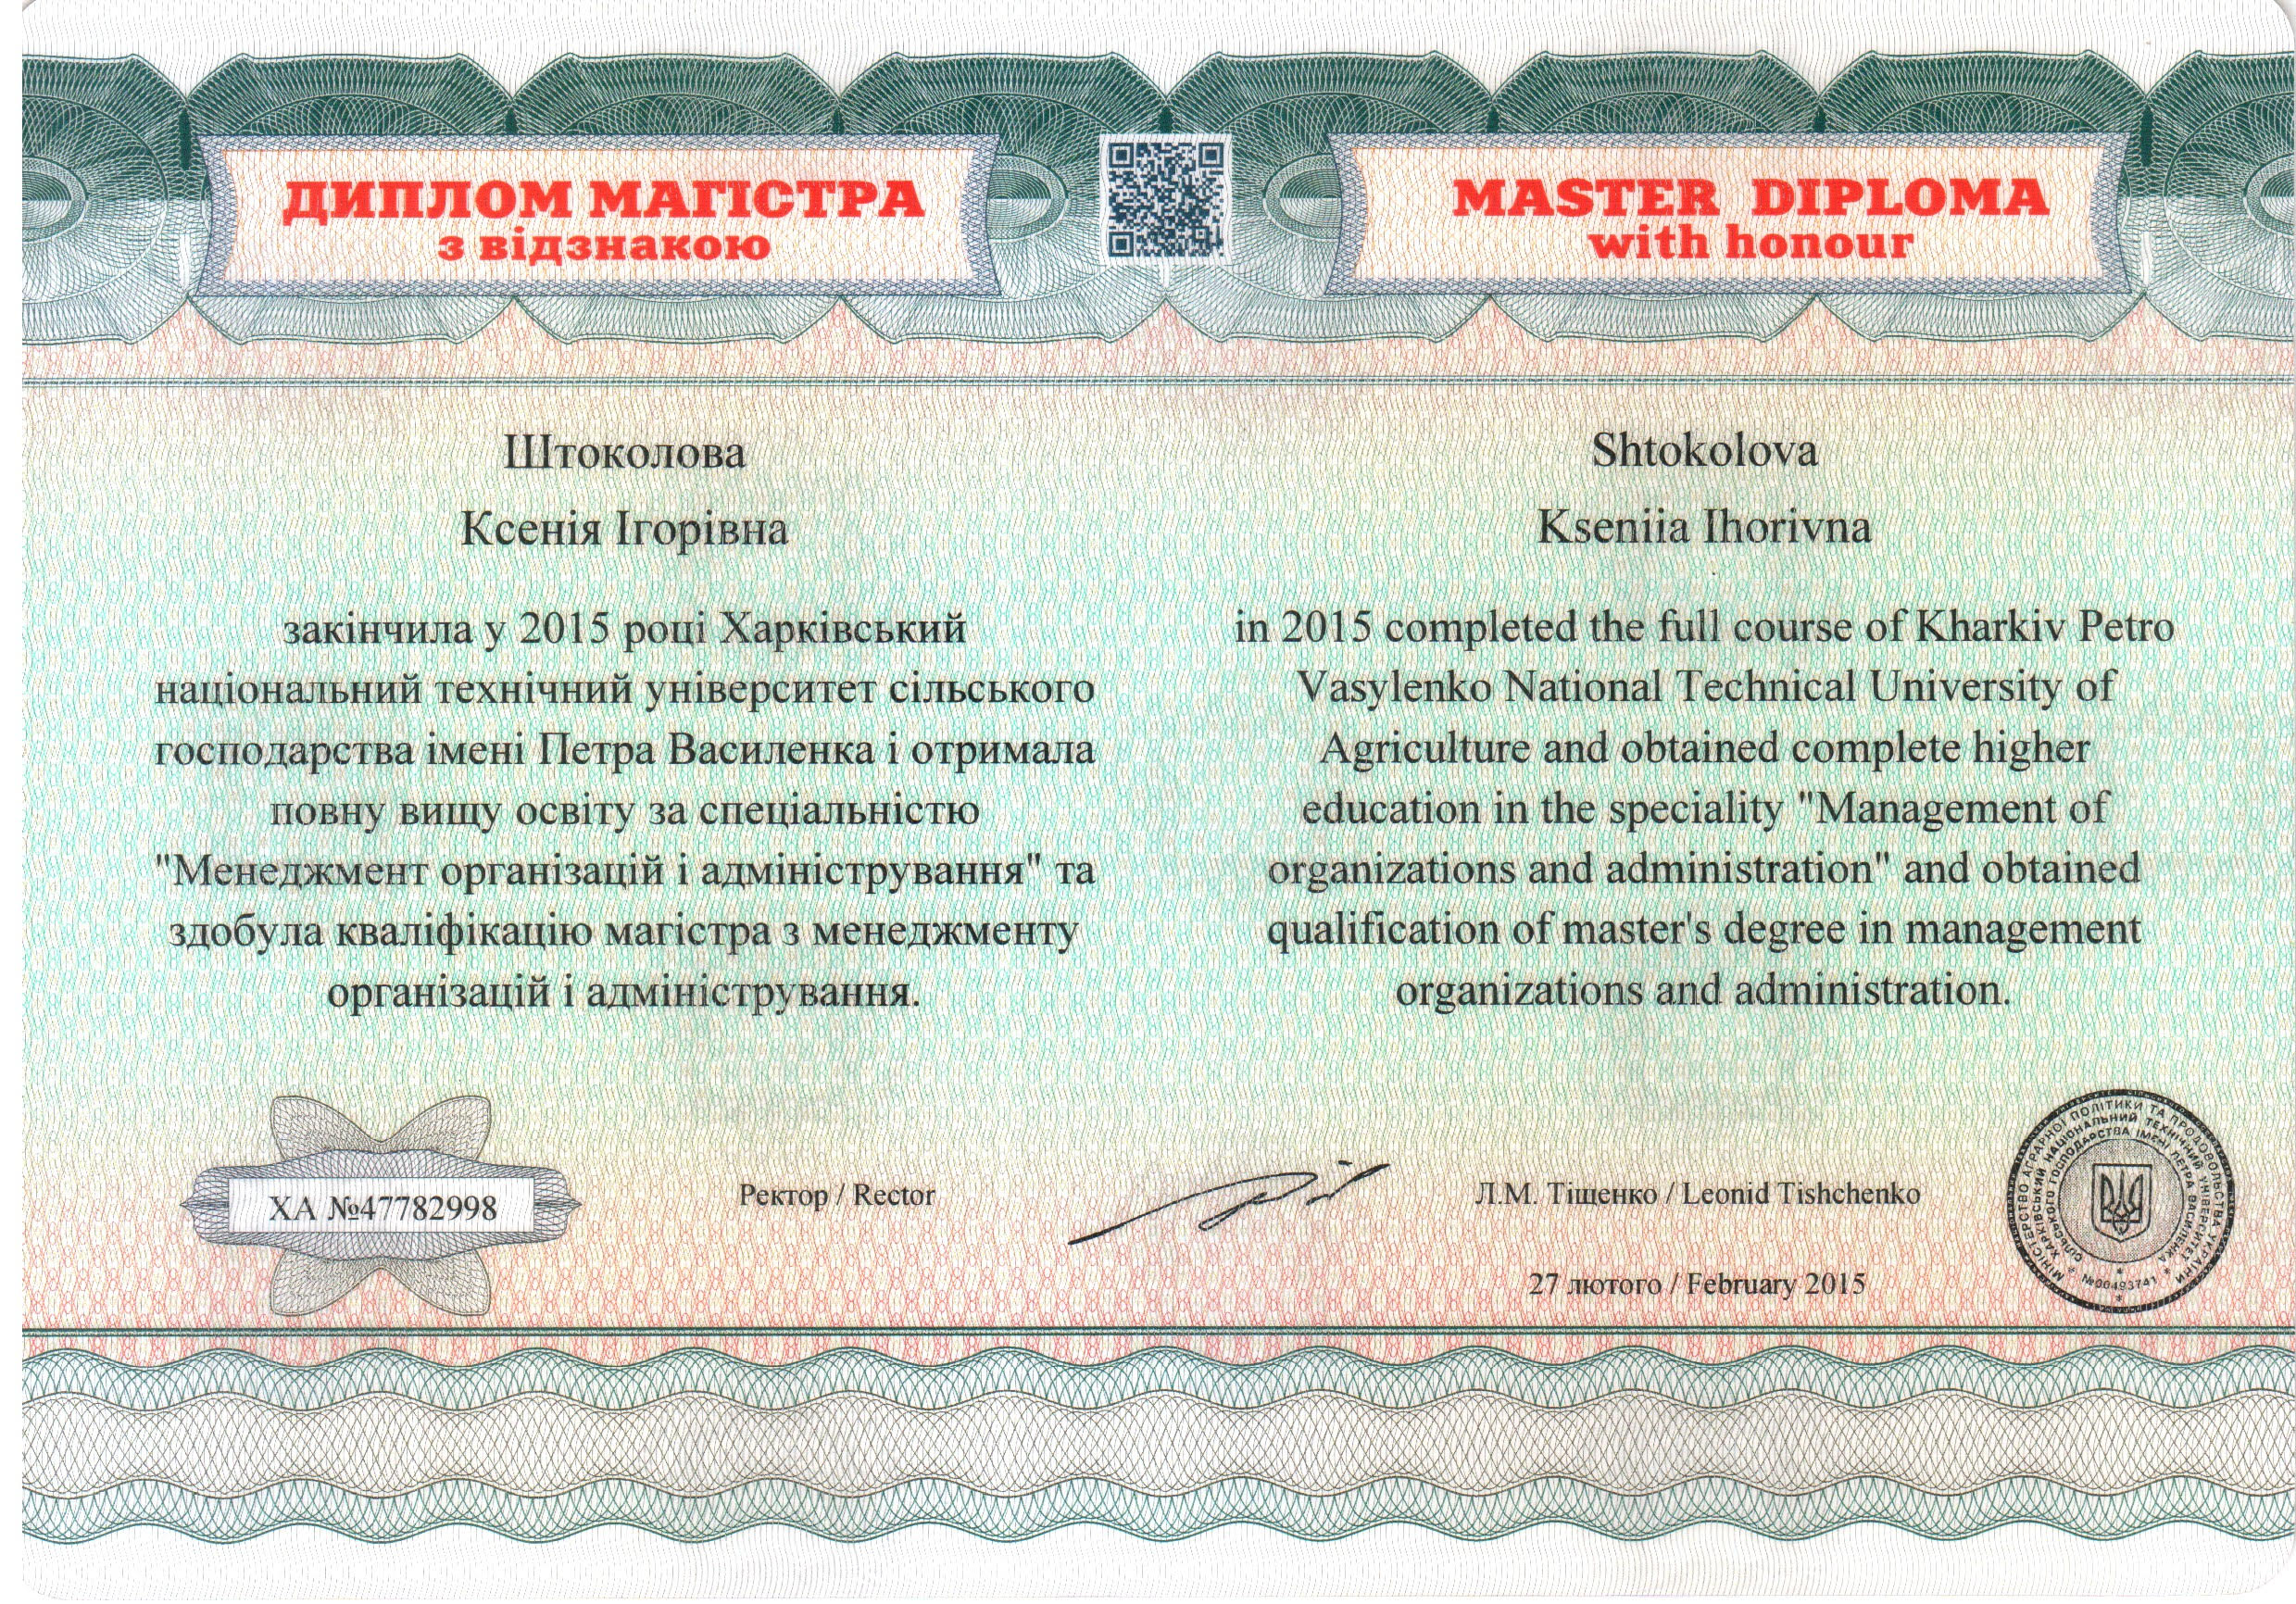 ДИПЛОМ МАГІСТРА
з відзнакою
Штоколова
Ксенія Ігорівна
закінчила у 2015 році Харківський
національний технічний університет сільського
господарства імені Петра Василенка і отримала
повну вищу освіту за спеціальністю
"Менеджмент організацій і адміністрування" та
здобула кваліфікацію магістра з менеджменту
організацій і адміністрування.
MASTER DIPLOMA
with honour
Shtokolova
Kseniia Ihorivna
in 2015 completed the full course of Kharkiv Petro
Vasylenko National Technical University of
Agriculture and obtained complete higher
education in the speciality "Management of
organizations and administration" and obtained
qualification of master's degree in management
organizations and administration.
ХА №47782998
Ректор / Rector
Л.М. Тіщенко / Leonid Tishchenko
27 лютого / February 2015
МІНІСТЕРСТВО АГРАРНОЇ ПОЛІТИКИ ТА ПРОДОВОЛЬСТВА УКРАЇНИ
ХАРКІВСЬКИЙ НАЦІОНАЛЬНИЙ ТЕХНІЧНИЙ УНІВЕРСИТЕТ
СІЛЬСЬКОГО ГОСПОДАРСТВА ІМЕНІ ПЕТРА ВАСИЛЕНКА
* №00493741 *